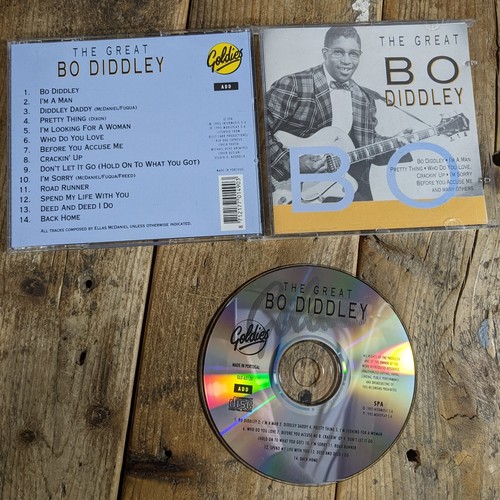 THE GREAT
BO DIDDLEY
1. BO DIDDLEY
2. I'M A MAN
3. DIDDLEY DADDY (MCDANIEL/FUQUA)
4. PRETTY THING (DIXON)
5. I'M LOOKING FOR A WOMAN
6. WHO DO YOU LOVE
7. BEFORE YOU ACCUSE ME
8. CRACKIN' UP
9. DON'T LET IT GO (HOLD ON TO WHAT YOU GOT)
10. I'M SORRY (MCDANIEL/FUQUA/FREED)
11. ROAD RUNNER
12. SPEND MY LIFE WITH YOU
13. DEED AND DEED I DO
14. BACK HOME
ALL TRACKS COMPOSED BY ELLAS MCDANIEL UNLESS OTHERWISE INDICATED.
Goldies
ADD
MADE IN PORTUGAL
THE GREAT
BO
DIDDLEY
BO DIDDLEY • I'M A MAN
PRETTY THING • WHO DO YOU LOVE
CRACKIN' UP • I'M SORRY
BEFORE YOU ACCUSE ME
AND MANY OTHERS
BO
THE GREAT
BO DIDDLEY
Goldies
MADE IN PORTUGAL
ADD
SPA
14. BACK HOME